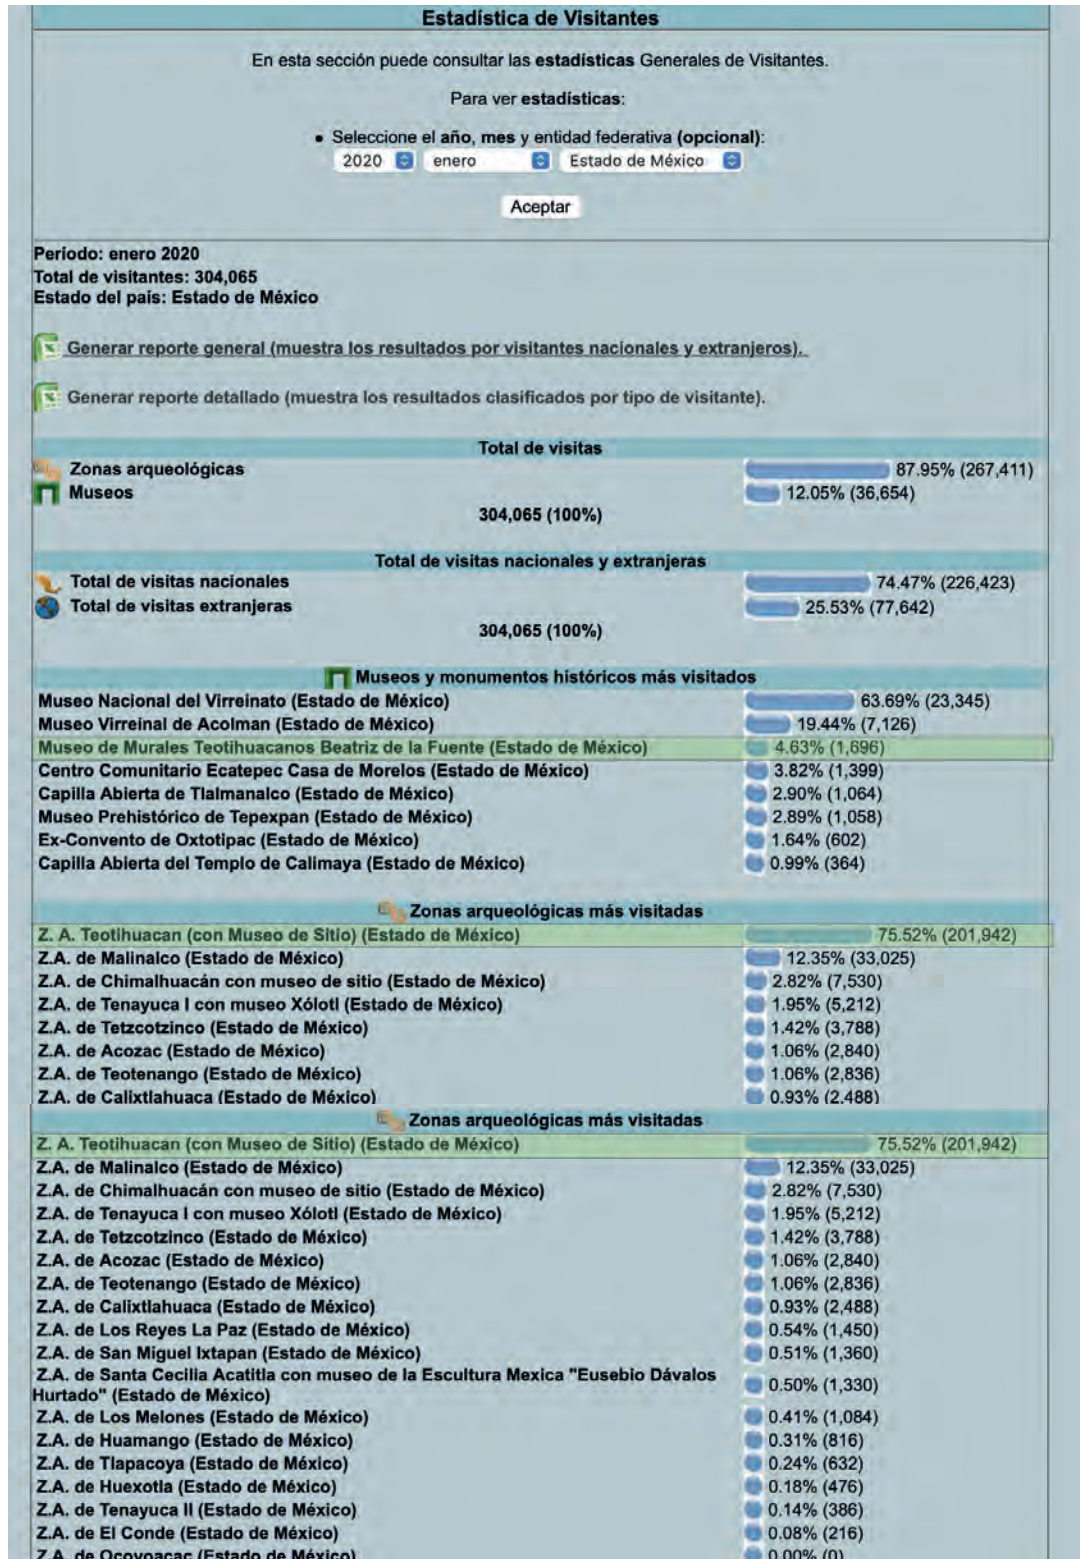 Estadística de Visitantes
En esta sección puede consultar las estadísticas Generales de Visitantes.
Para ver estadísticas:
• Seleccione el año, mes y entidad federativa (opcional):
2020 enero Estado de México
Aceptar
Periodo: enero 2020
Total de visitantes: 304,065
Estado del país: Estado de México
Generar reporte general (muestra los resultados por visitantes nacionales y extranjeros).
Generar reporte detallado (muestra los resultados clasificados por tipo de visitante).
Total de visitas
Zonas arqueológicas 87.95% (267,411)
Museos 12.05% (36,654)
304,065 (100%)
Total de visitas nacionales y extranjeras
Total de visitas nacionales 74.47% (226,423)
Total de visitas extranjeras 25.53% (77,642)
304,065 (100%)
Museos y monumentos históricos más visitados
Museo Nacional del Virreinato (Estado de México) 63.69% (23,345)
Museo Virreinal de Acolman (Estado de México) 19.44% (7,126)
Museo de Murales Teotihuacanos Beatriz de la Fuente (Estado de México) 4.63% (1,696)
Centro Comunitario Ecatepec Casa de Morelos (Estado de México) 3.82% (1,399)
Capilla Abierta de Tlalmanalco (Estado de México) 2.90% (1,064)
Museo Prehistórico de Tepexpan (Estado de México) 2.89% (1,058)
Ex-Convento de Oxtotipac (Estado de México) 1.64% (602)
Capilla Abierta del Templo de Calimaya (Estado de México) 0.99% (364)
Zonas arqueológicas más visitadas
Z. A. Teotihuacan (con Museo de Sitio) (Estado de México) 75.52% (201,942)
Z.A. de Malinalco (Estado de México) 12.35% (33,025)
Z.A. de Chimalhuacán con museo de sitio (Estado de México) 2.82% (7,530)
Z.A. de Tenayuca I con museo Xólotl (Estado de México) 1.95% (5,212)
Z.A. de Tetzcotzinco (Estado de México) 1.42% (3,788)
Z.A. de Acozac (Estado de México) 1.06% (2,840)
Z.A. de Teotenango (Estado de México) 1.06% (2,836)
Z.A. de Calixtlahuaca (Estado de México) 0.93% (2,488)
Zonas arqueológicas más visitadas
Z. A. Teotihuacan (con Museo de Sitio) (Estado de México) 75.52% (201,942)
Z.A. de Malinalco (Estado de México) 12.35% (33,025)
Z.A. de Chimalhuacán con museo de sitio (Estado de México) 2.82% (7,530)
Z.A. de Tenayuca I con museo Xólotl (Estado de México) 1.95% (5,212)
Z.A. de Tetzcotzinco (Estado de México) 1.42% (3,788)
Z.A. de Acozac (Estado de México) 1.06% (2,840)
Z.A. de Teotenango (Estado de México) 1.06% (2,836)
Z.A. de Calixtlahuaca (Estado de México) 0.93% (2,488)
Z.A. de Los Reyes La Paz (Estado de México) 0.54% (1,450)
Z.A. de San Miguel Ixtapan (Estado de México) 0.51% (1,360)
Z.A. de Santa Cecilia Acatitla con museo de la Escultura Mexica "Eusebio Dávalos
Hurtado" (Estado de México) 0.50% (1,330)
Z.A. de Los Melones (Estado de México) 0.41% (1,084)
Z.A. de Huamango (Estado de México) 0.31% (816)
Z.A. de Tlapacoya (Estado de México) 0.24% (632)
Z.A. de Huexotla (Estado de México) 0.18% (476)
Z.A. de Tenayuca II (Estado de México) 0.14% (386)
Z.A. de El Conde (Estado de México) 0.08% (216)
Z.A. de Ocoyoacac (Estado de México) 0.00% (0)